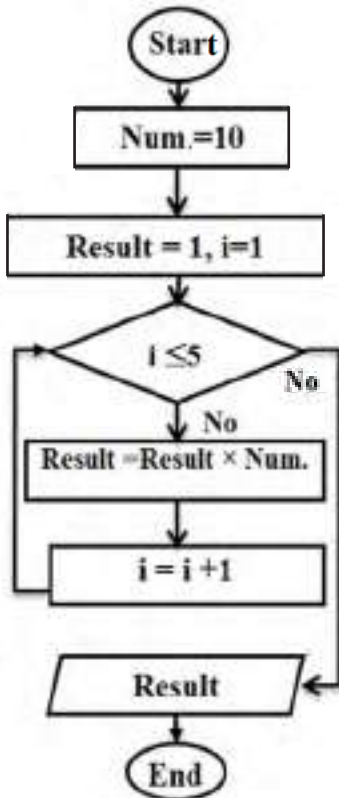 Start
Num.=10
Result = 1, i=1
i ≤5
No
No
Result =Result × Num.
i = i +1
Result
End